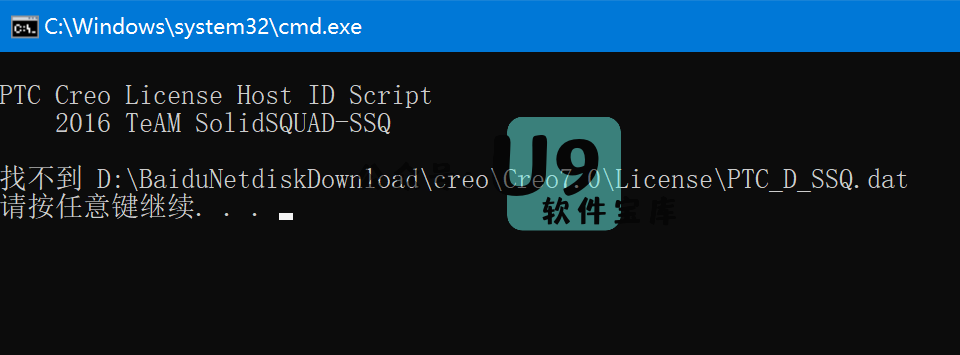 C:\Windows\system32\cmd.exe
PTC Creo License Host ID Script
2016 TeAM SolidSQUAD-SSQ
找不到 D:\BaiduNetdiskDownload\creo\Creo7.0\License\PTC_D_SSQ.dat
请按任意键继续. . .
U9
软件宝库